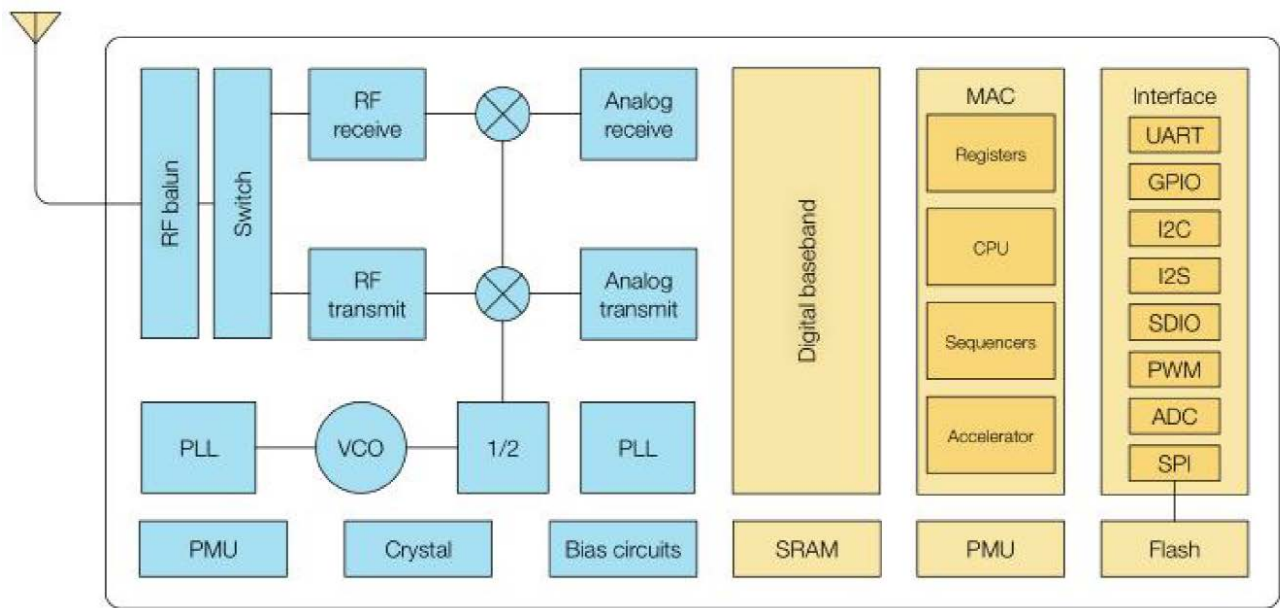 RF balun
Switch
RF
receive
Analog
receive
RF
transmit
Analog
transmit
PLL
VCO
1/2
PLL
PMU
Crystal
Bias circuits
Digital baseband
SRAM
MAC
Registers
CPU
Sequencers
Accelerator
PMU
Interface
UART
GPIO
I2C
I2S
SDIO
PWM
ADC
SPI
Flash